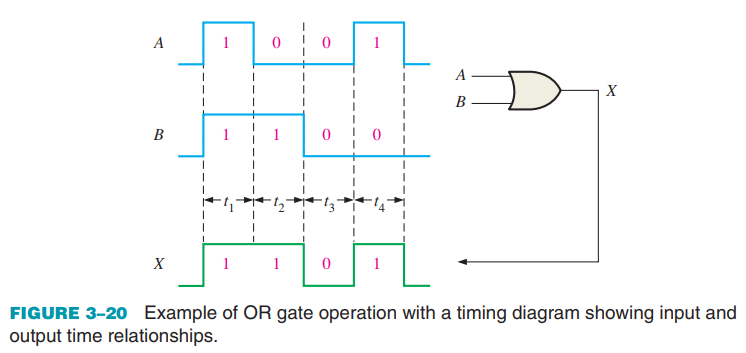 A 1 0 0 1
A
B
X
B 1 1 0 0
t1 t2 t3 t4
X 1 1 0 1
FIGURE 3–20 Example of OR gate operation with a timing diagram showing input and
output time relationships.